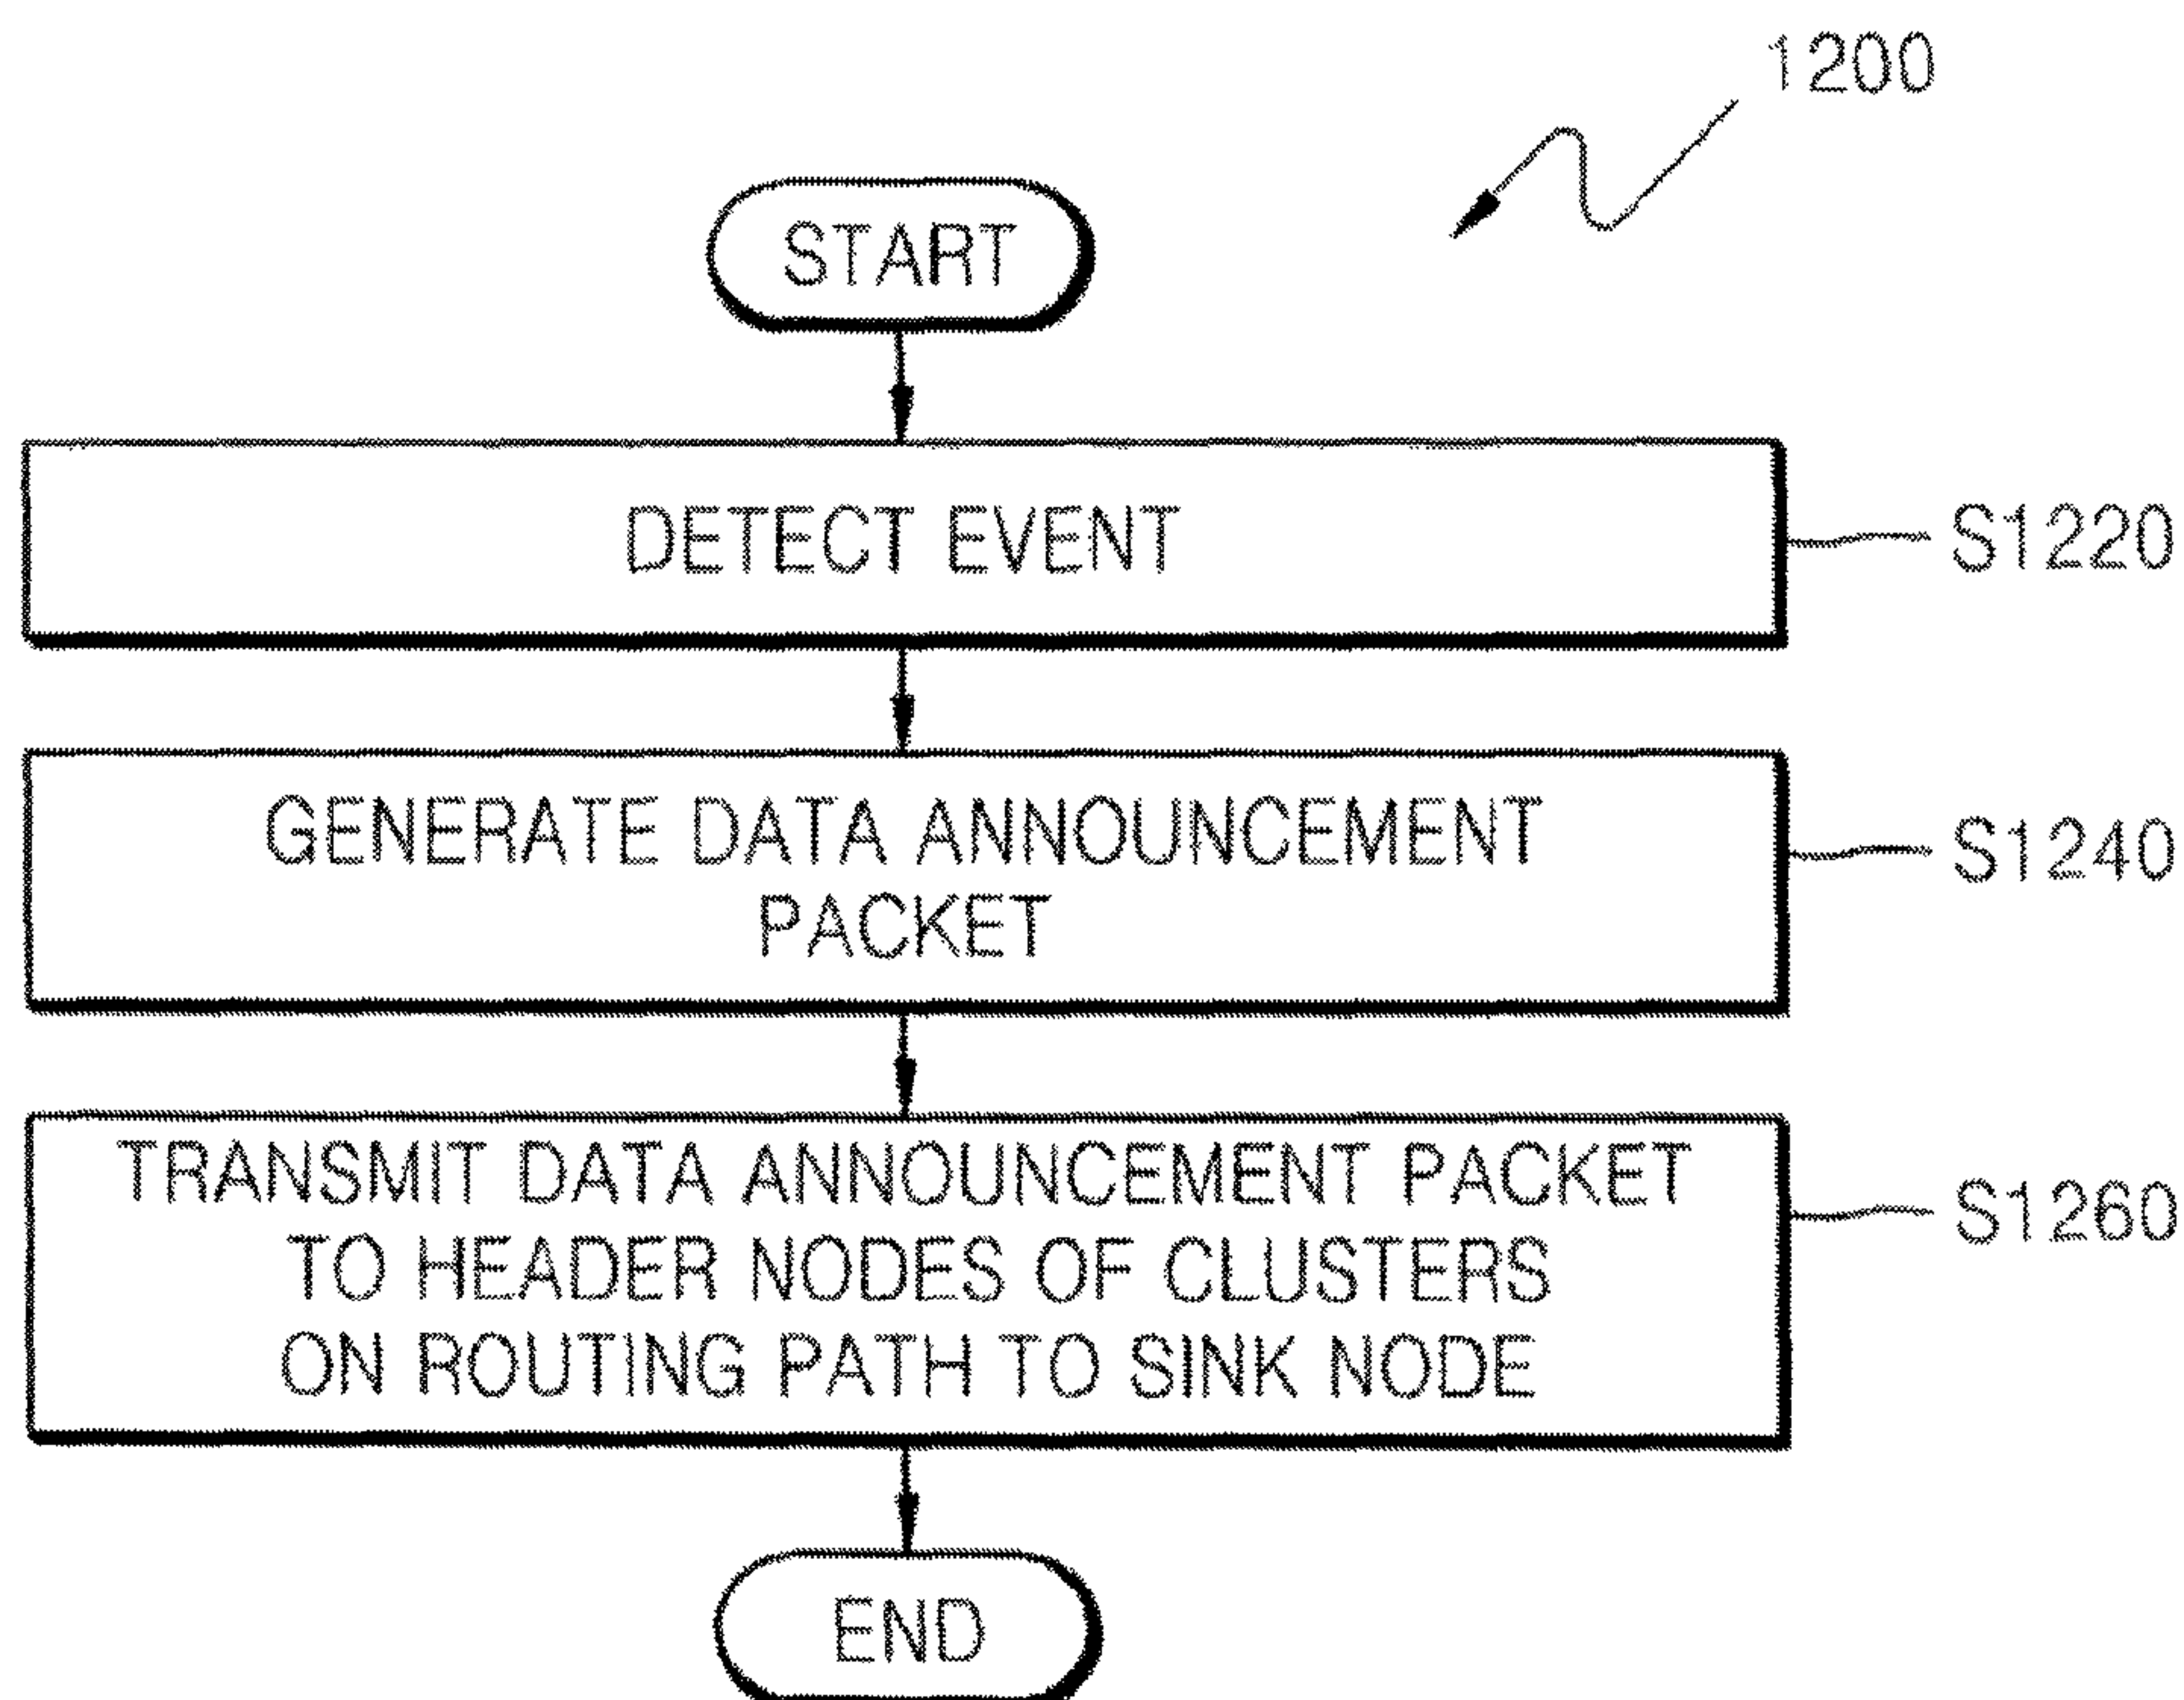 1200
START
DETECT EVENT
S1220
GENERATE DATA ANNOUNCEMENT
PACKET
S1240
TRANSMIT DATA ANNOUNCEMENT PACKET
TO HEADER NODES OF CLUSTERS
ON ROUTING PATH TO SINK NODE
S1260
END